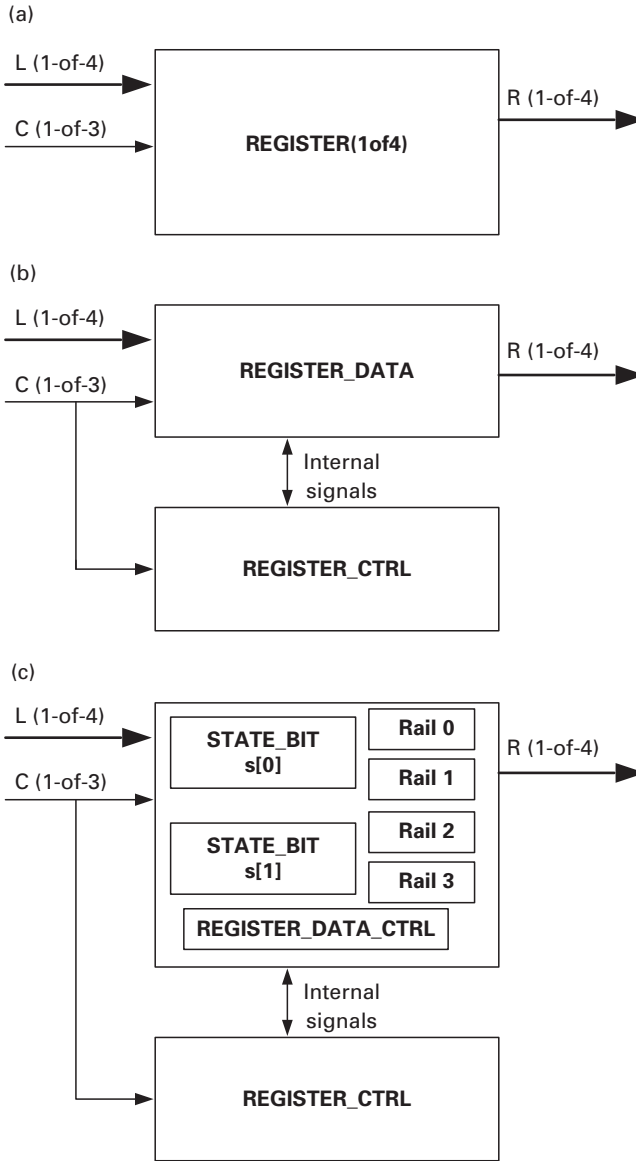 (a)
L (1-of-4)
C (1-of-3)
REGISTER(1of4)
R (1-of-4)
(b)
L (1-of-4)
C (1-of-3)
REGISTER_DATA
R (1-of-4)
Internal
signals
REGISTER_CTRL
(c)
L (1-of-4)
C (1-of-3)
STATE_BIT
s[0]
STATE_BIT
s[1]
Rail 0
Rail 1
Rail 2
Rail 3
REGISTER_DATA_CTRL
R (1-of-4)
Internal
signals
REGISTER_CTRL